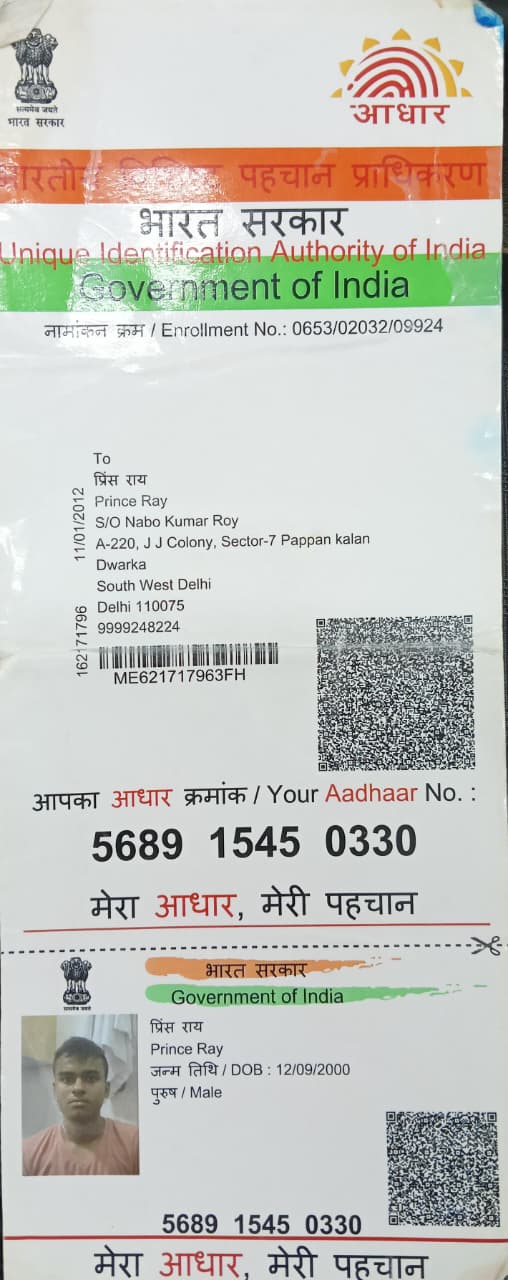 सत्यमेव जयते
भारत सरकार
आधार
भारतीय विशिष्ट पहचान प्राधिकरण
भारत सरकार
Unique Identification Authority of India
Government of India
नामांकन क्रम / Enrollment No.: 0653/02032/09924
To
प्रिंस राय
Prince Ray
S/O Nabo Kumar Roy
A-220, J J Colony, Sector-7 Pappan kalan
Dwarka
South West Delhi
Delhi 110075
9999248224
11/01/2012
162171796
ME621717963FH
आपका आधार क्रमांक / Your Aadhaar No. :
5689 1545 0330
मेरा आधार, मेरी पहचान
भारत सरकार
Government of India
प्रिंस राय
Prince Ray
जन्म तिथि / DOB : 12/09/2000
पुरुष / Male
5689 1545 0330
मेरा आधार, मेरी पहचान